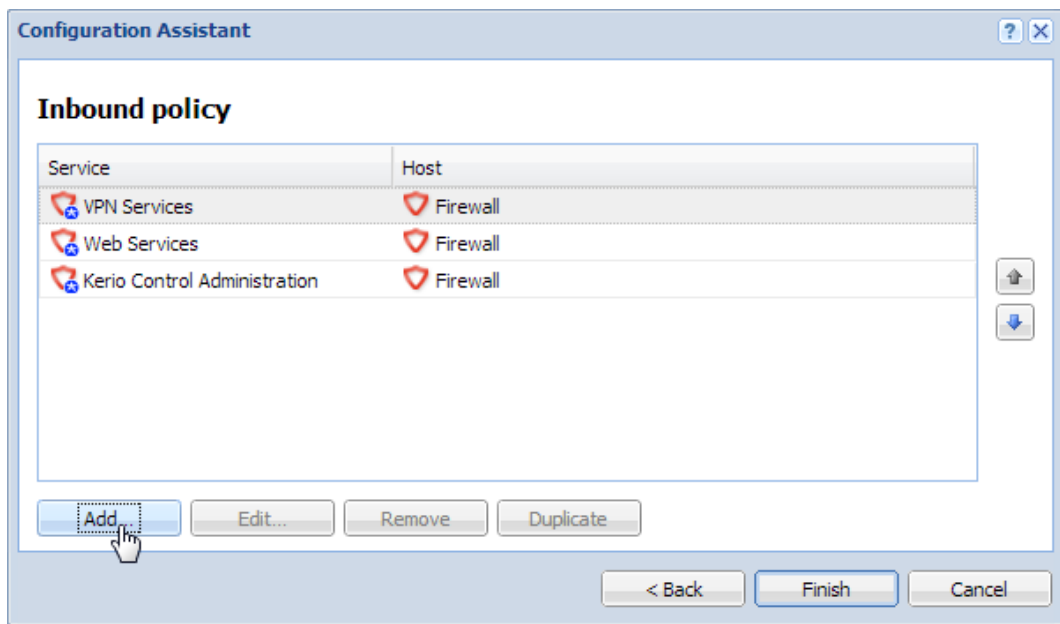 Configuration Assistant
?
Inbound policy
Service Host
VPN Services Firewall
Web Services Firewall
Kerio Control Administration Firewall
Add... Edit... Remove Duplicate
< Back Finish Cancel